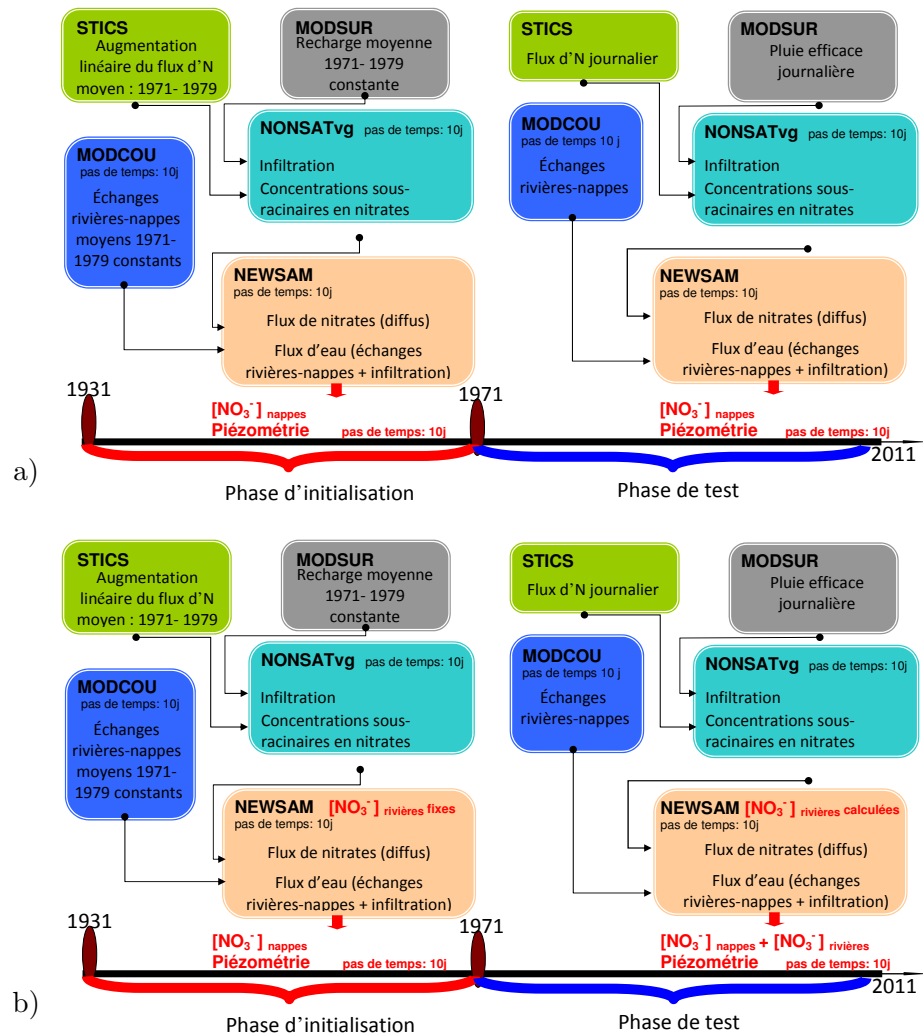 STICS
Augmentation
linéaire du flux d'N
moyen : 1971- 1979
MODSUR
Recharge moyenne
1971- 1979
constante
MODCOU
pas de temps: 10j
Échanges
rivières-nappes
moyens 1971-
1979 constants
NONSATvg pas de temps: 10j
Infiltration
Concentrations sous-
racinaires en nitrates
NEWSAM
pas de temps: 10j
Flux de nitrates (diffus)
Flux d'eau (échanges
rivières-nappes + infiltration)
STICS
Flux d'N journalier
MODSUR
Pluie efficace
journalière
MODCOU
pas de temps 10 j
Échanges
rivières-nappes
NONSATvg pas de temps: 10j
Infiltration
Concentrations sous-
racinaires en nitrates
NEWSAM
pas de temps: 10j
Flux de nitrates (diffus)
Flux d'eau (échanges
rivières-nappes + infiltration)
1931
1971
[NO₃⁻] nappes
Piézométrie pas de temps: 10j
[NO₃⁻] nappes
Piézométrie pas de temps: 10j
2011
a)
Phase d'initialisation
Phase de test
STICS
Augmentation
linéaire du flux d'N
moyen : 1971- 1979
MODSUR
Recharge moyenne
1971- 1979
constante
MODCOU
pas de temps: 10j
Échanges
rivières-nappes
moyens 1971-
1979 constants
NONSATvg pas de temps: 10j
Infiltration
Concentrations sous-
racinaires en nitrates
NEWSAM [NO₃⁻] rivières fixes
pas de temps: 10j
Flux de nitrates (diffus)
Flux d'eau (échanges
rivières-nappes + infiltration)
STICS
Flux d'N journalier
MODSUR
Pluie efficace
journalière
MODCOU
pas de temps 10 j
Échanges
rivières-nappes
NONSATvg pas de temps: 10j
Infiltration
Concentrations sous-
racinaires en nitrates
NEWSAM [NO₃⁻] rivières calculées
pas de temps: 10j
Flux de nitrates (diffus)
Flux d'eau (échanges
rivières-nappes + infiltration)
1931
1971
[NO₃⁻] nappes
Piézométrie pas de temps: 10j
[NO₃⁻] nappes + [NO₃⁻] rivières
Piézométrie pas de temps: 10j
2011
b)
Phase d'initialisation
Phase de test